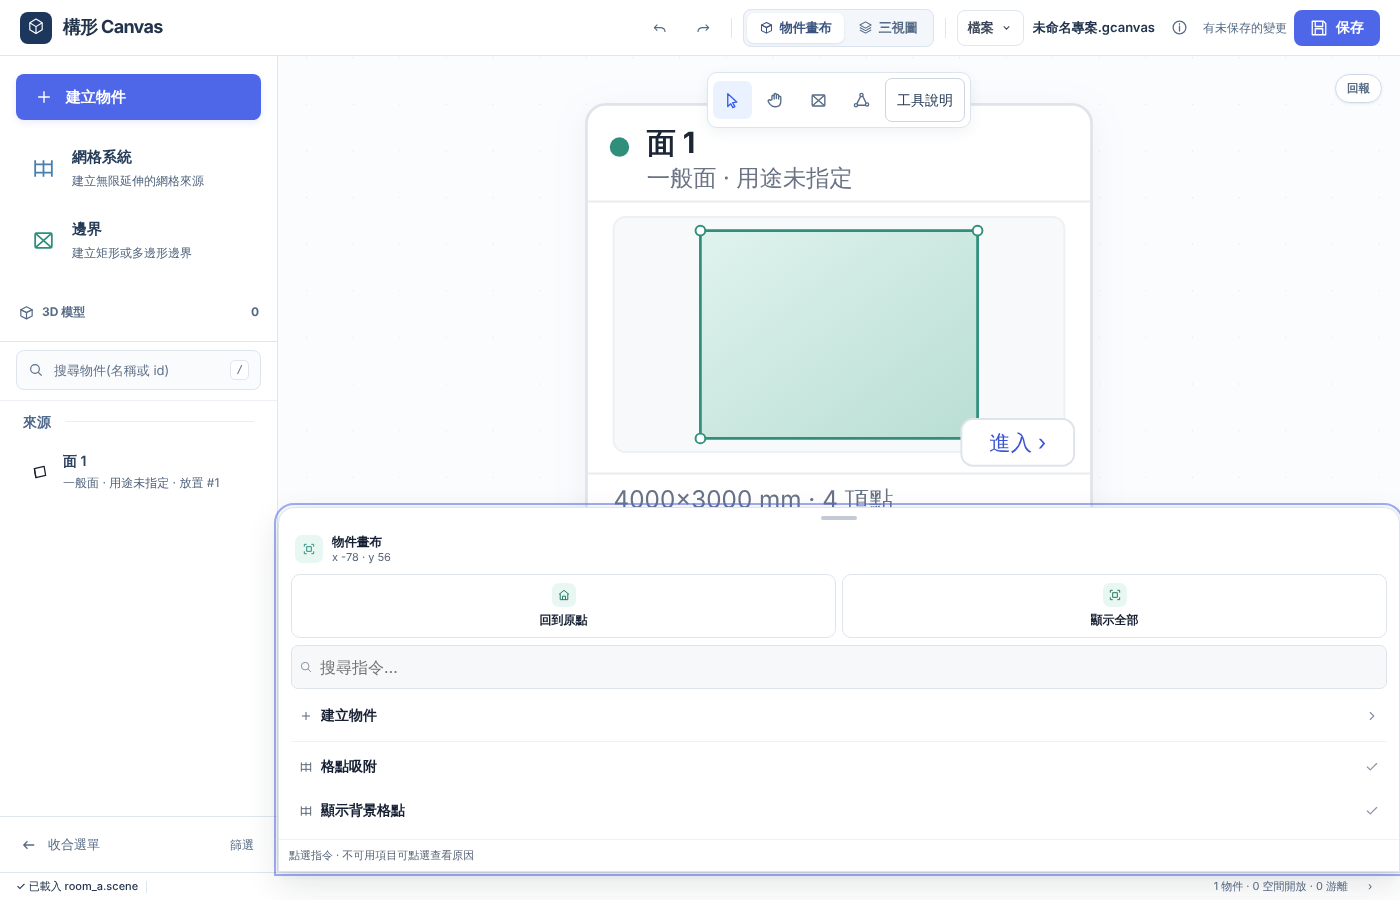 構形 Canvas
物件畫布
三視圖
檔案
未命名專案.gcanvas
有未保存的變更
保存
建立物件
網格系統
建立無限延伸的網格來源
邊界
建立矩形或多邊形邊界
3D 模型
0
搜尋物件(名稱或 id)
/
來源
面 1
一般面 · 用途未指定 · 放置 #1
收合選單
篩選
工具說明
回報
面 1
一般面 · 用途未指定
進入 ›
4000×3000 mm · 4 頂點
物件畫布
x -78 · y 56
回到原點
顯示全部
搜尋指令...
建立物件
格點吸附
顯示背景格點
點選指令 · 不可用項目可點選查看原因
已載入 room_a.scene
1 物件 · 0 空間開放 · 0 游離